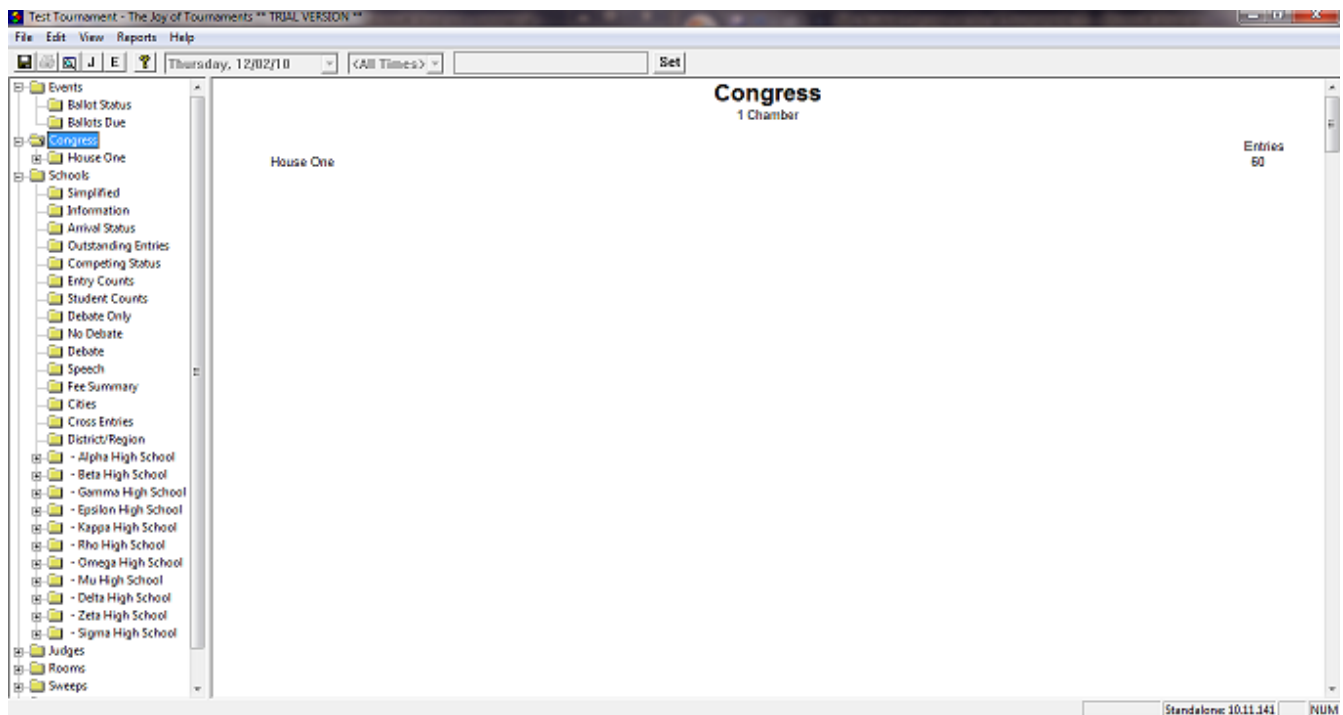 Test Tournament - The Joy of Tournaments ** TRIAL VERSION **
File Edit View Reports Help
J E ? Thursday, 12/02/10 <All Times> Set
Events
Ballot Status
Ballots Due
Congress
House One
Schools
Simplified
Information
Arrival Status
Outstanding Entries
Competing Status
Entry Counts
Student Counts
Debate Only
No Debate
Debate
Speech
Fee Summary
Cities
Cross Entries
District/Region
- Alpha High School
- Beta High School
- Gamma High School
- Epsilon High School
- Kappa High School
- Rho High School
- Omega High School
- Mu High School
- Delta High School
- Zeta High School
- Sigma High School
Judges
Rooms
Sweeps
Congress
1 Chamber
Entries
House One 60
Standalone: 10.11.141 NUM